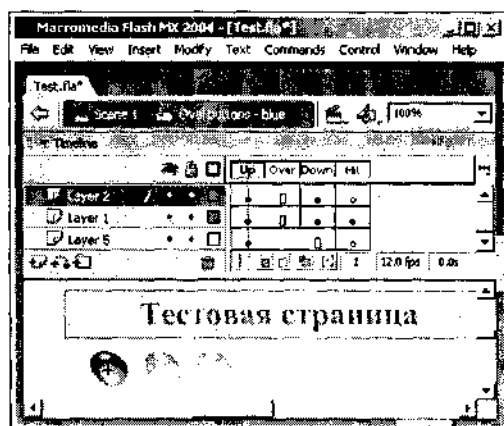 Macromedia Flash MX 2004 - [Test.fla*]
File Edit View Insert Modify Text Commands Control Window Help
Test.fla*
Scene 1 Oval buttons - blue 100%
Timeline
Up Over Down Hit
Layer 2
Layer 1
Layer 5
1 12.0 fps 0.0s
Тестовая страница